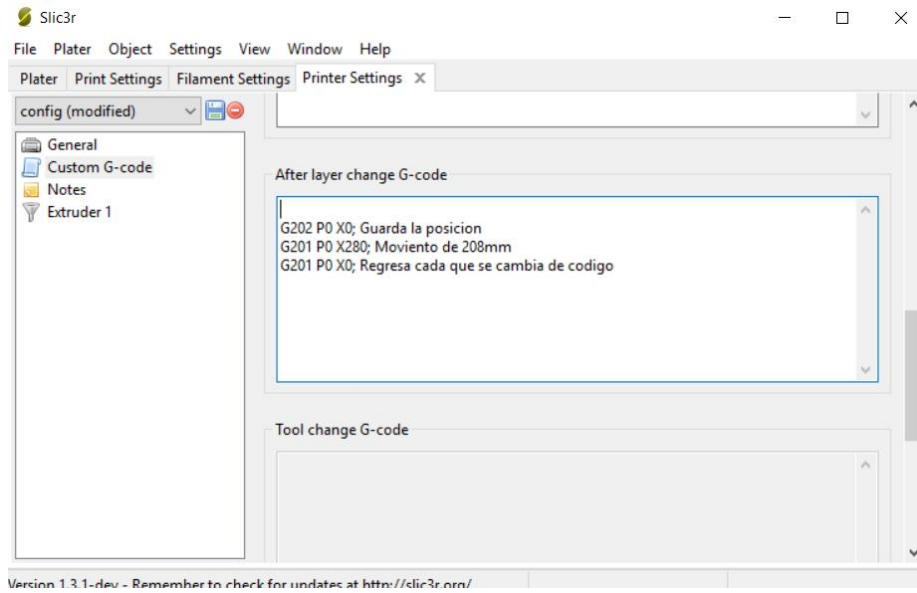 Slic3r
File Plater Object Settings View Window Help
Plater Print Settings Filament Settings Printer Settings X
config (modified)
General
Custom G-code
Notes
Extruder 1
After layer change G-code
G202 P0 X0; Guarda la posicion
G201 P0 X280; Moviento de 208mm
G201 P0 X0; Regresa cada que se cambia de codigo
Tool change G-code
Version 1.3.1-dev - Remember to check for updates at http://slic3r.org/